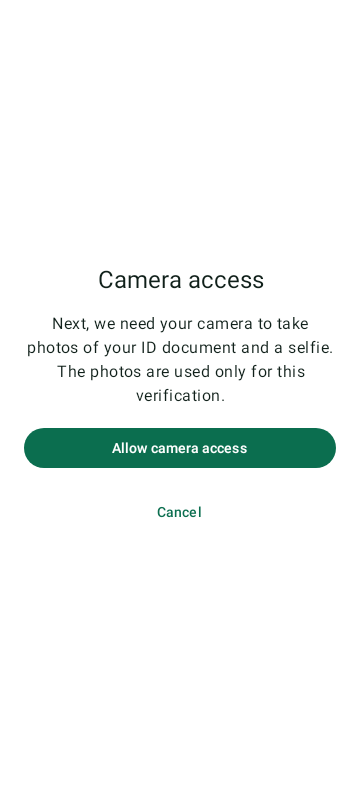 Camera access
Next, we need your camera to take
photos of your ID document and a selfie.
The photos are used only for this
verification.
Allow camera access
Cancel